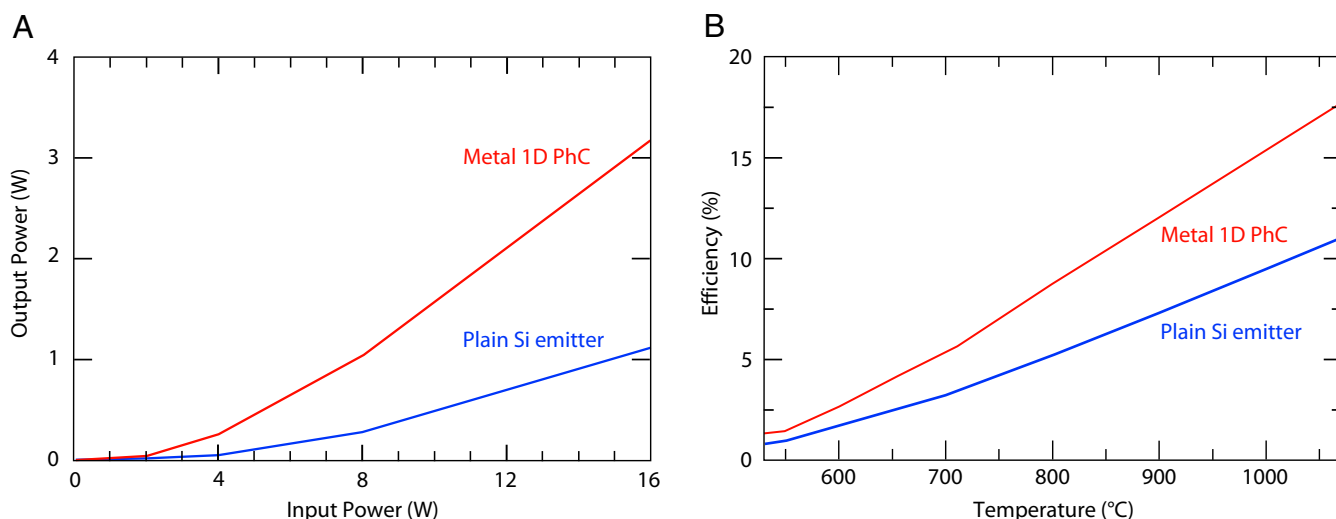 A
4
3
2
1
0
Output Power (W)
Metal 1D PhC
Plain Si emitter
0 4 8 12 16
Input Power (W)
B
20
15
10
5
0
Efficiency (%)
Metal 1D PhC
Plain Si emitter
600 700 800 900 1000
Temperature (°C)